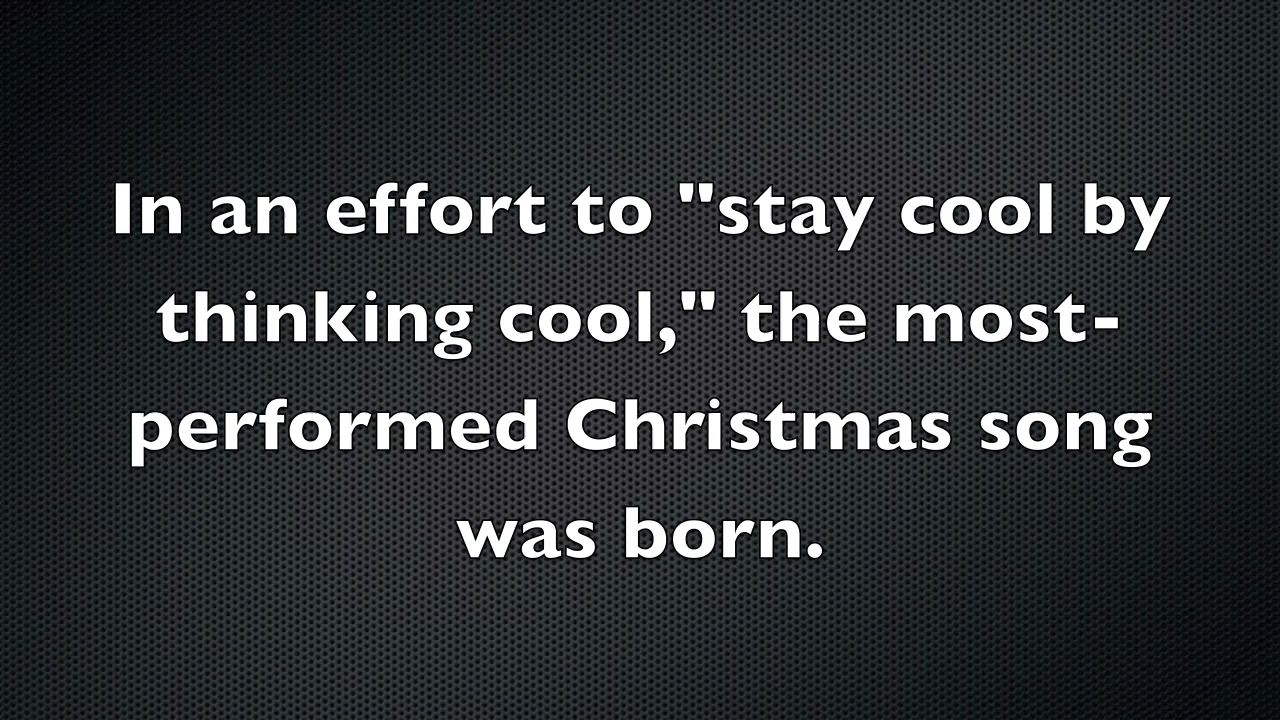 In an effort to "stay cool by
thinking cool," the most-
performed Christmas song
was born.